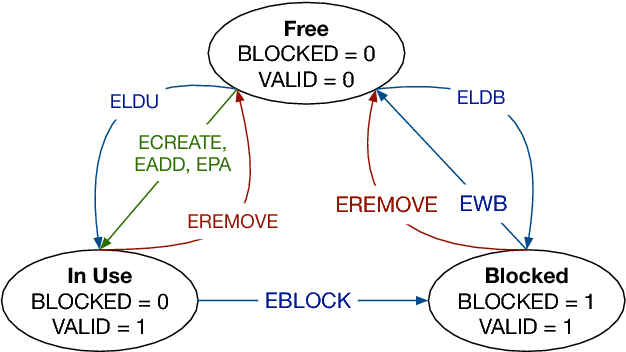 Free
BLOCKED = 0
VALID = 0
ELDU
ELDB
ECREATE,
EADD, EPA
EREMOVE
EREMOVE
EWB
In Use
BLOCKED = 0
VALID = 1
EBLOCK
Blocked
BLOCKED = 1
VALID = 1